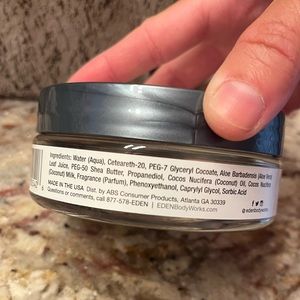 Ingredients: Water (Aqua), Ceteareth-20, PEG-7 Glyceryl Cocoate, Aloe Barbadensis (Aloe Vera)
Leaf Juice, PEG-50 Shea Butter, Propanediol, Cocos Nucifera (Coconut) Oil, Cocos Nucifera
(Coconut) Milk, Fragrance (Parfum), Phenoxyethanol, Caprylyl Glycol, Sorbic Acid
MADE IN THE USA Dist. by ABS Consumer Products, Atlanta GA 30339
Questions or comments, call 877-578-EDEN | EDENBodyWorks.com
@edenbodyworks